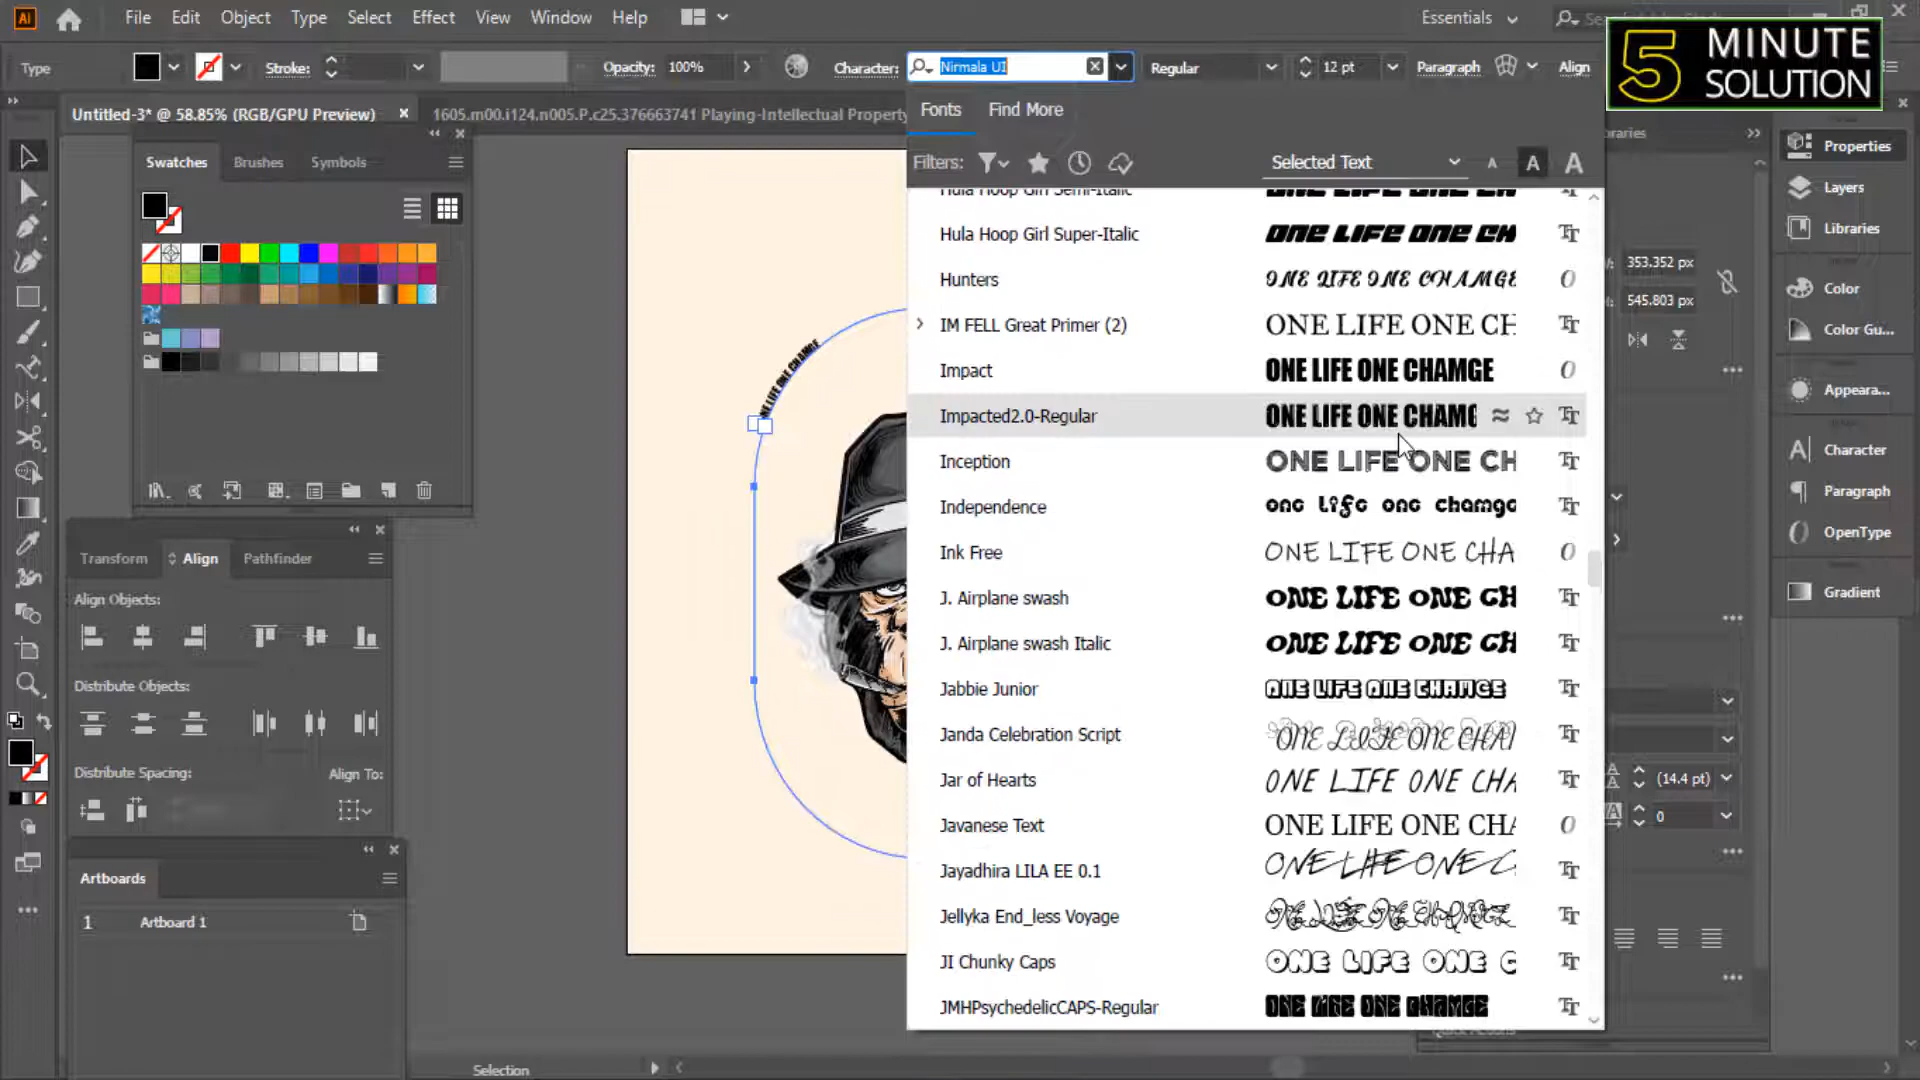 Ai File Edit Object Type Select Effect View Window Help Essentials
5 MINUTE SOLUTION
Type Stroke: Opacity: 100% Character: Nirmala UI Regular 12 pt Paragraph Align
Untitled-3* @ 58.85% (RGB/GPU Preview) 1605.m00.i124.n005.P.c25.376663741 Playing-Intellectual Property
Fonts Find More
Swatches Brushes Symbols
Filters: Selected Text A A A
Properties
Layers
Libraries
Color
Color Gu...
Appeara...
Character
Paragraph
OpenType
Gradient
353.352 px
545.803 px
(14.4 pt)
0
Hula Hoop Girl Semi-Italic
Hula Hoop Girl Super-Italic ONE LIFE ONE CH
Hunters ONE LIFE ONE CHAMGE
IM FELL Great Primer (2) ONE LIFE ONE CH
Impact ONE LIFE ONE CHAMGE
Impacted2.0-Regular ONE LIFE ONE CHAMG
Inception ONE LIFE ONE CH
Independence one life one chamge
Ink Free ONE LIFE ONE CHA
J. Airplane swash ONE LIFE ONE CH
J. Airplane swash Italic ONE LIFE ONE CH
Jabbie Junior ONE LIFE ONE CHAMGE
Janda Celebration Script ONE LIFE ONE CHAM
Jar of Hearts ONE LIFE ONE CHA
Javanese Text ONE LIFE ONE CHA
Jayadhira LILA EE 0.1 ONE LIFE ONE C
Jellyka End_less Voyage ONE LIFE ONE CHAMGE
JI Chunky Caps ONE LIFE ONE C
JMHPsychedelicCAPS-Regular ONE LIFE ONE CHAMGE
ONE LIFE ONE CHAMGE
Transform Align Pathfinder
Align Objects:
Distribute Objects:
Distribute Spacing: Align To:
Artboards
1 Artboard 1
Selection